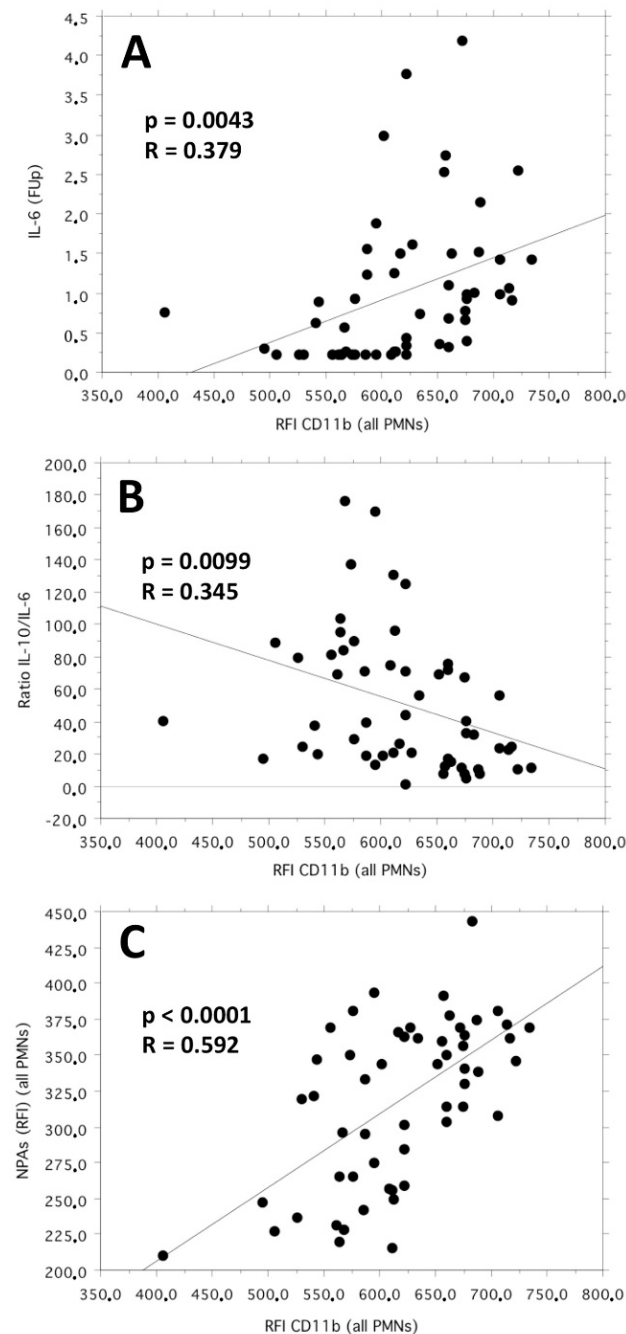 A
p = 0.0043
R = 0.379
IL-6 (FUp)
4.5
4.0
3.5
3.0
2.5
2.0
1.5
1.0
0.5
0.0
350.0 400.0 450.0 500.0 550.0 600.0 650.0 700.0 750.0 800.0
RFI CD11b (all PMNs)
B
p = 0.0099
R = 0.345
Ratio IL-10/IL-6
200.0
180.0
160.0
140.0
120.0
100.0
80.0
60.0
40.0
20.0
0.0
-20.0
350.0 400.0 450.0 500.0 550.0 600.0 650.0 700.0 750.0 800.0
RFI CD11b (all PMNs)
C
p < 0.0001
R = 0.592
NPAs (RFI) (all PMNs)
450.0
425.0
400.0
375.0
350.0
325.0
300.0
275.0
250.0
225.0
200.0
350.0 400.0 450.0 500.0 550.0 600.0 650.0 700.0 750.0 800.0
RFI CD11b (all PMNs)